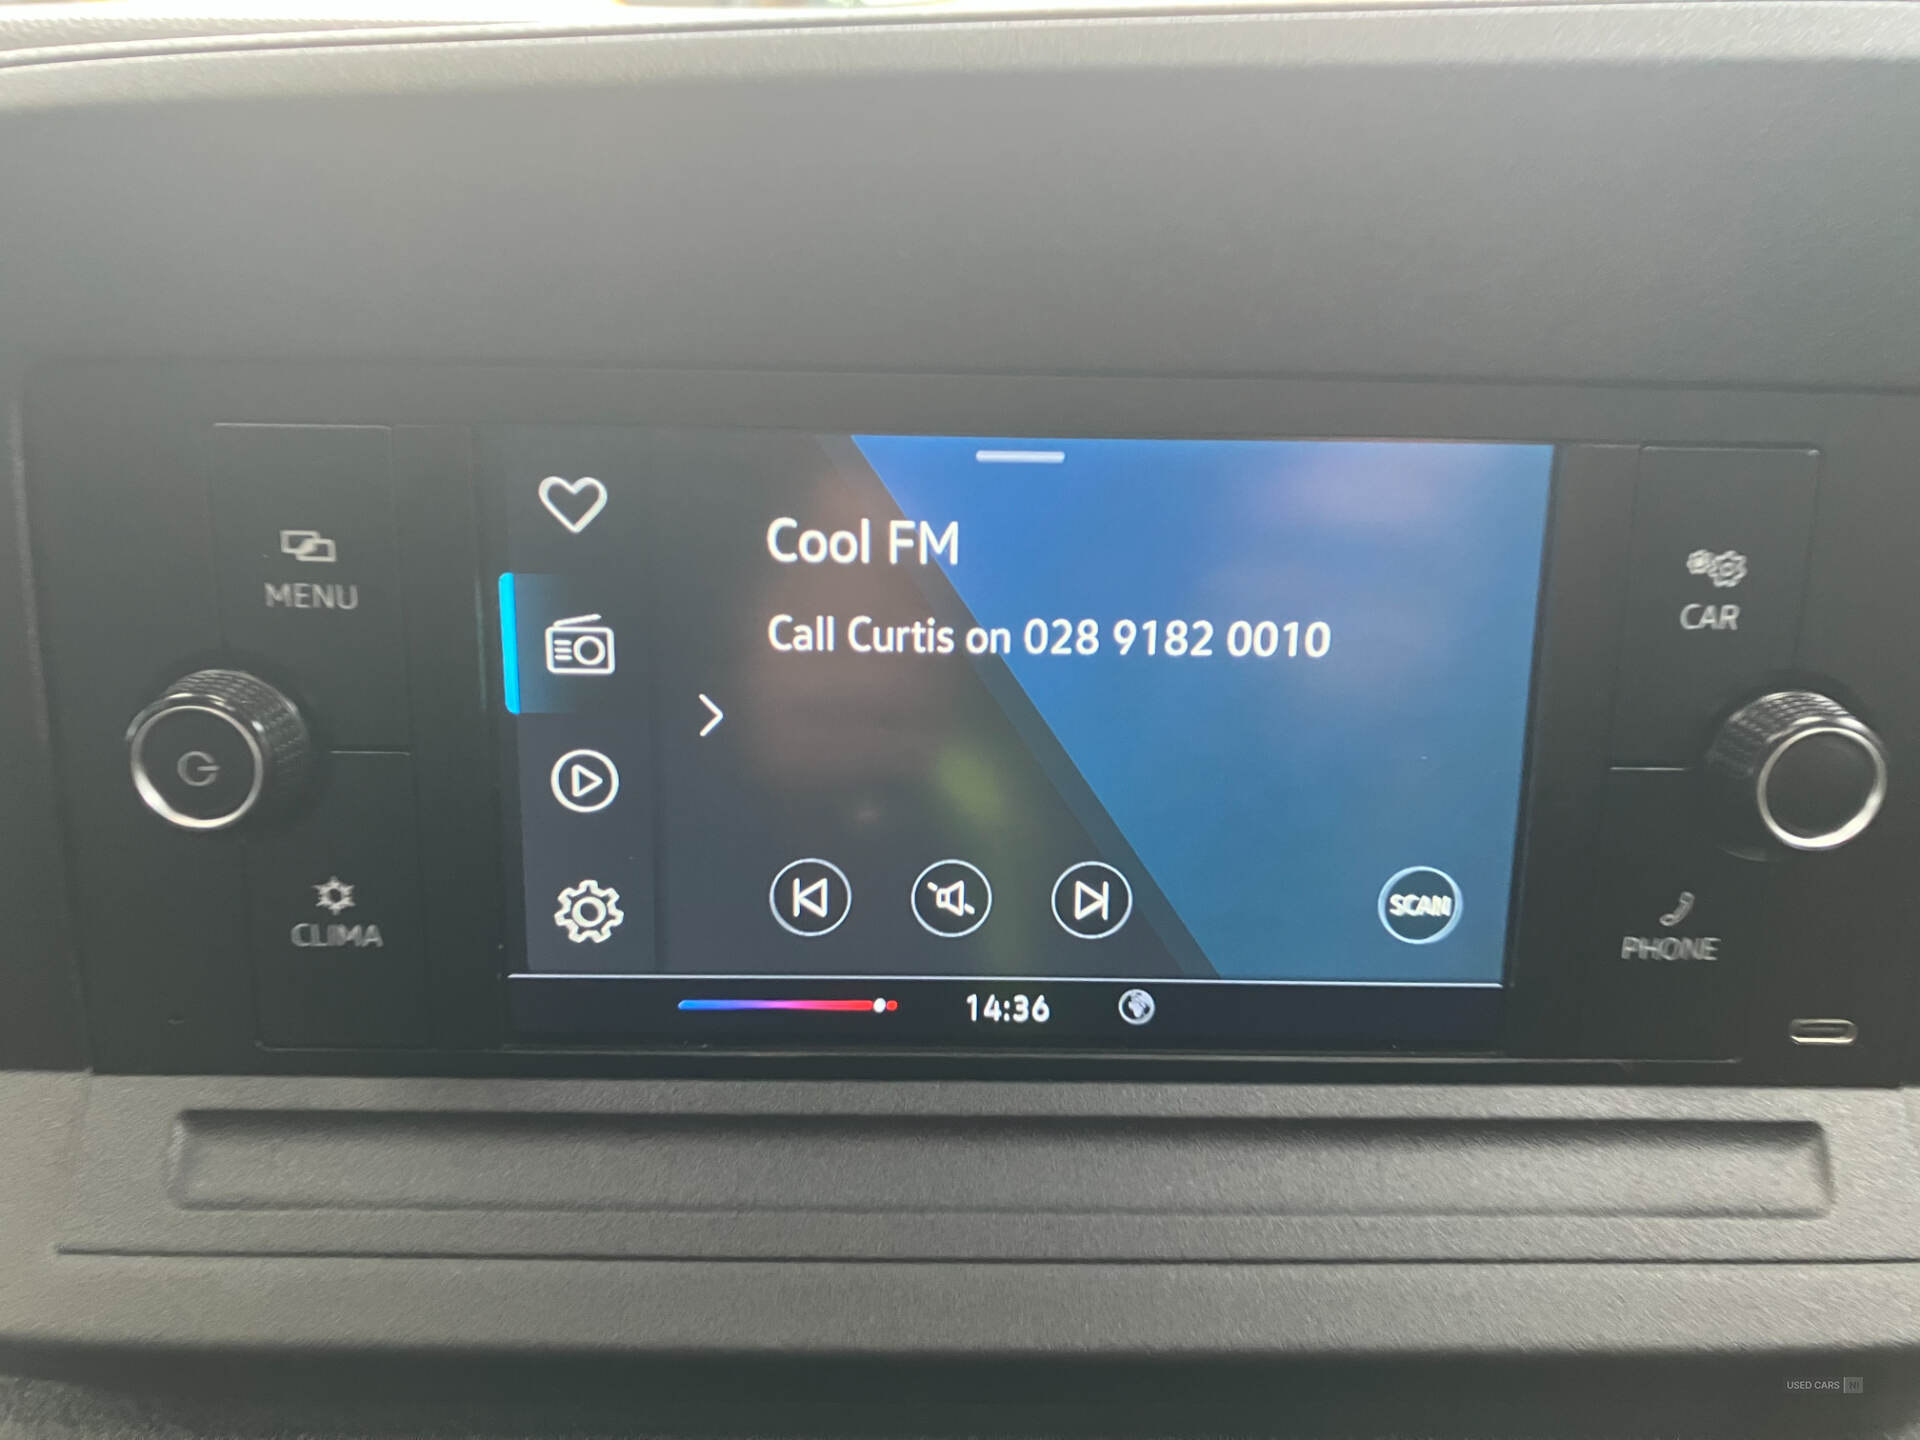 MENU
CLIMA
Cool FM
Call Curtis on 028 9182 0010
SCAN
14:36
CAR
PHONE
USED CARS NI